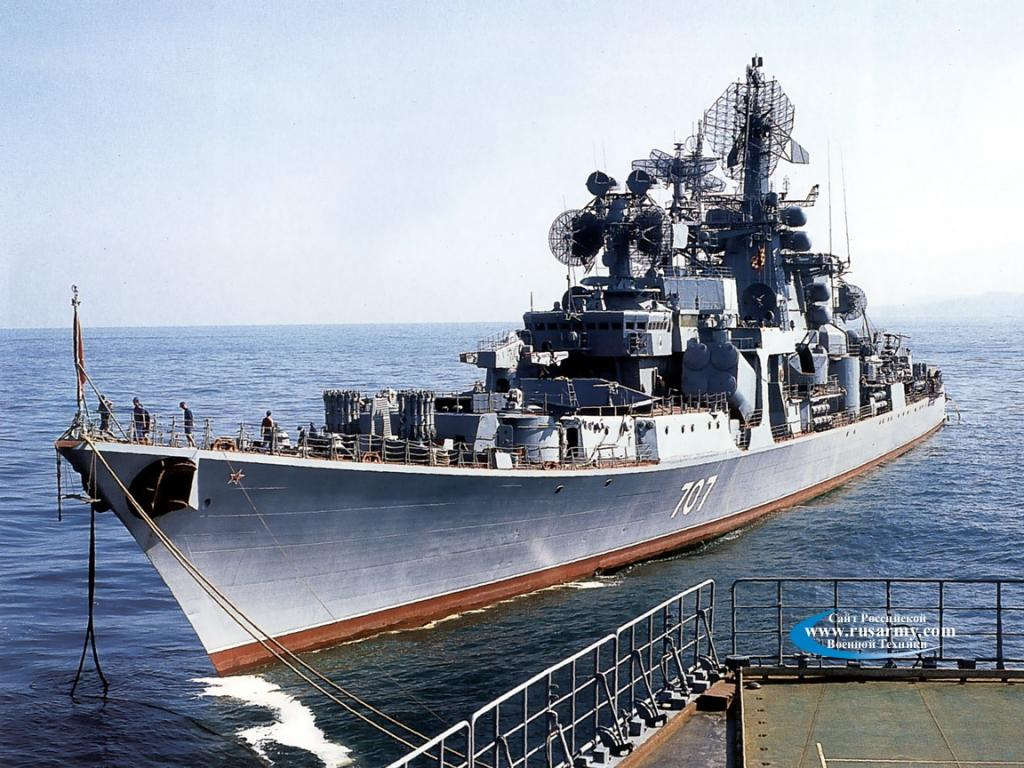 707
Сайт Российской
www.rusarmy.com
Военной Техники